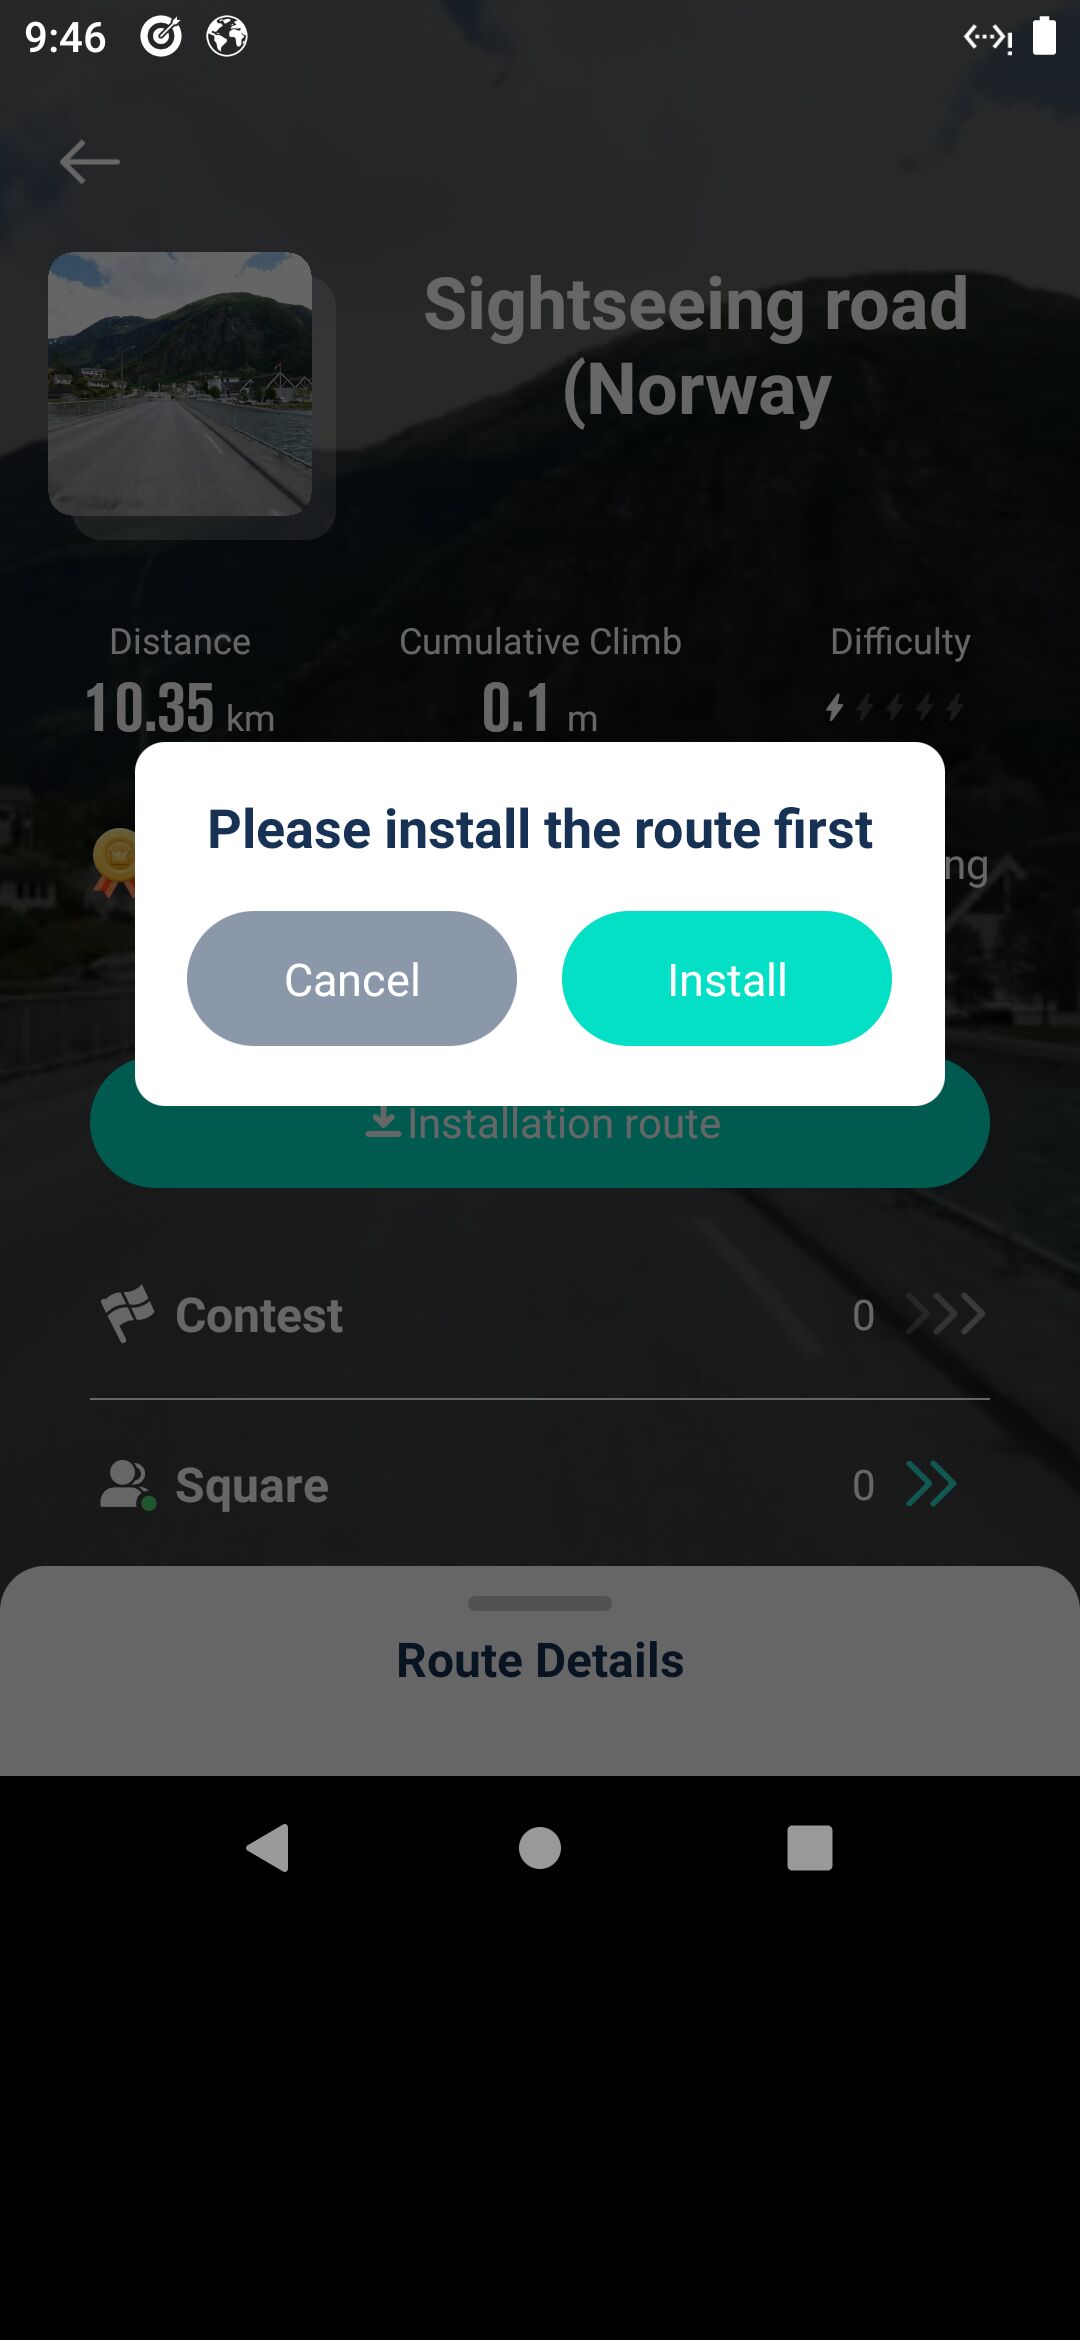 9:46
Sightseeing road
(Norway
Distance
Cumulative Climb
Difficulty
10.35 km
0.1 m
Please install the route first
ng
Cancel
Install
Installation route
Contest
0
Square
0
Route Details